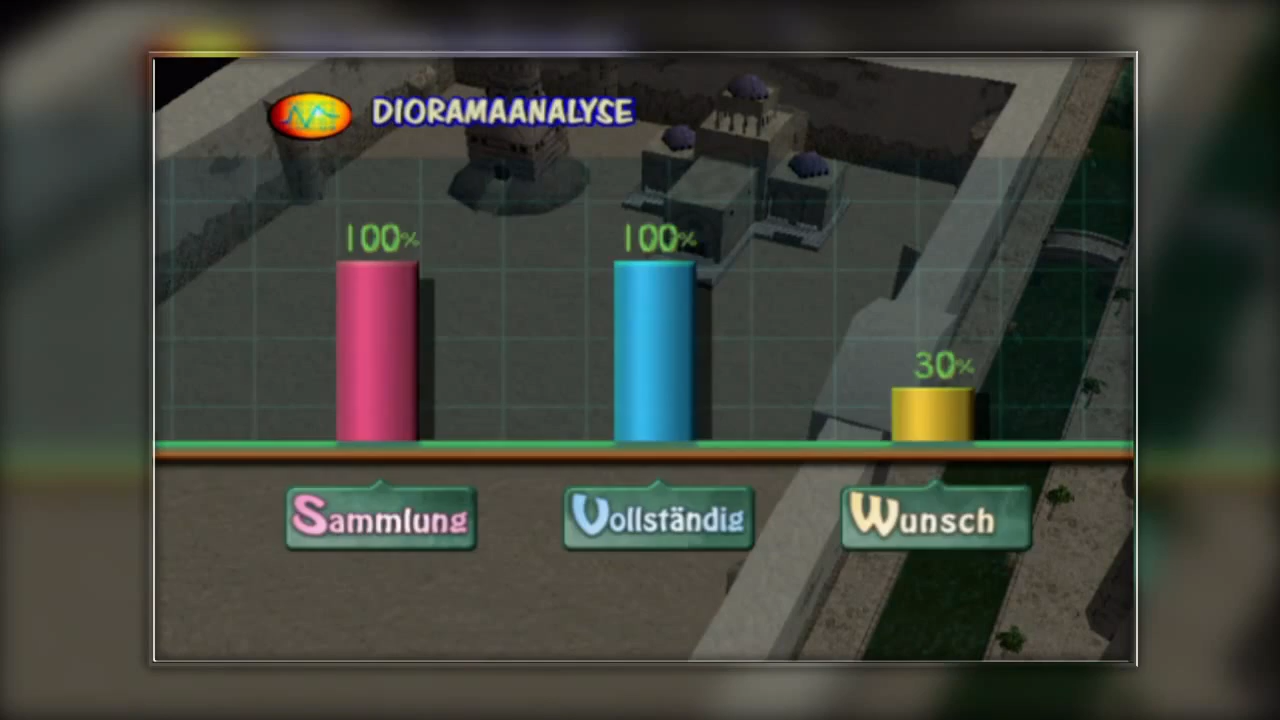 DIORAMAANALYSE
100%
100%
30%
Sammlung
Vollständig
Wunsch